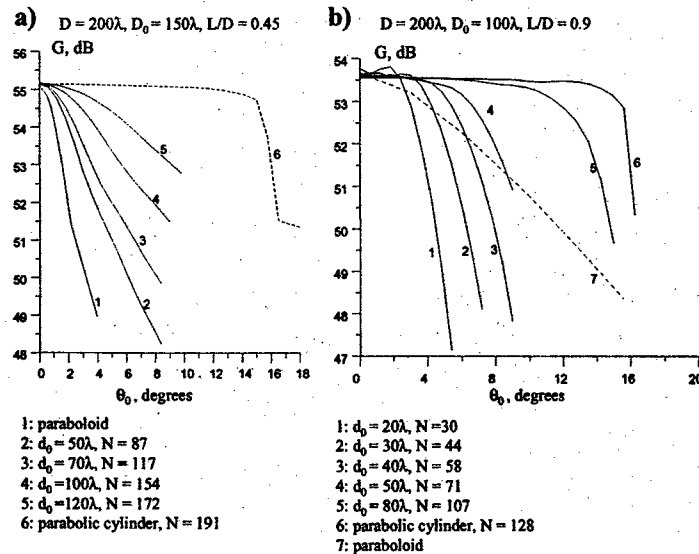 a) D = 200λ, D₀ = 150λ, L/D = 0.45
G, dB
56
55
54
53
52
51
50
49
48
0 2 4 6 8 10 12 14 16 18
θ₀, degrees
1
2
3
4
5
6
1: paraboloid
2: d₀ = 50λ, N = 87
3: d₀ = 70λ, N = 117
4: d₀ = 100λ, N = 154
5: d₀ = 120λ, N = 172
6: parabolic cylinder, N = 191
b) D = 200λ, D₀ = 100λ, L/D = 0.9
G, dB
54
53
52
51
50
49
48
47
0 4 8 12 16 20
θ₀, degrees
1
2
3
4
5
6
7
1: d₀ = 20λ, N = 30
2: d₀ = 30λ, N = 44
3: d₀ = 40λ, N = 58
4: d₀ = 50λ, N = 71
5: d₀ = 80λ, N = 107
6: parabolic cylinder, N = 128
7: paraboloid